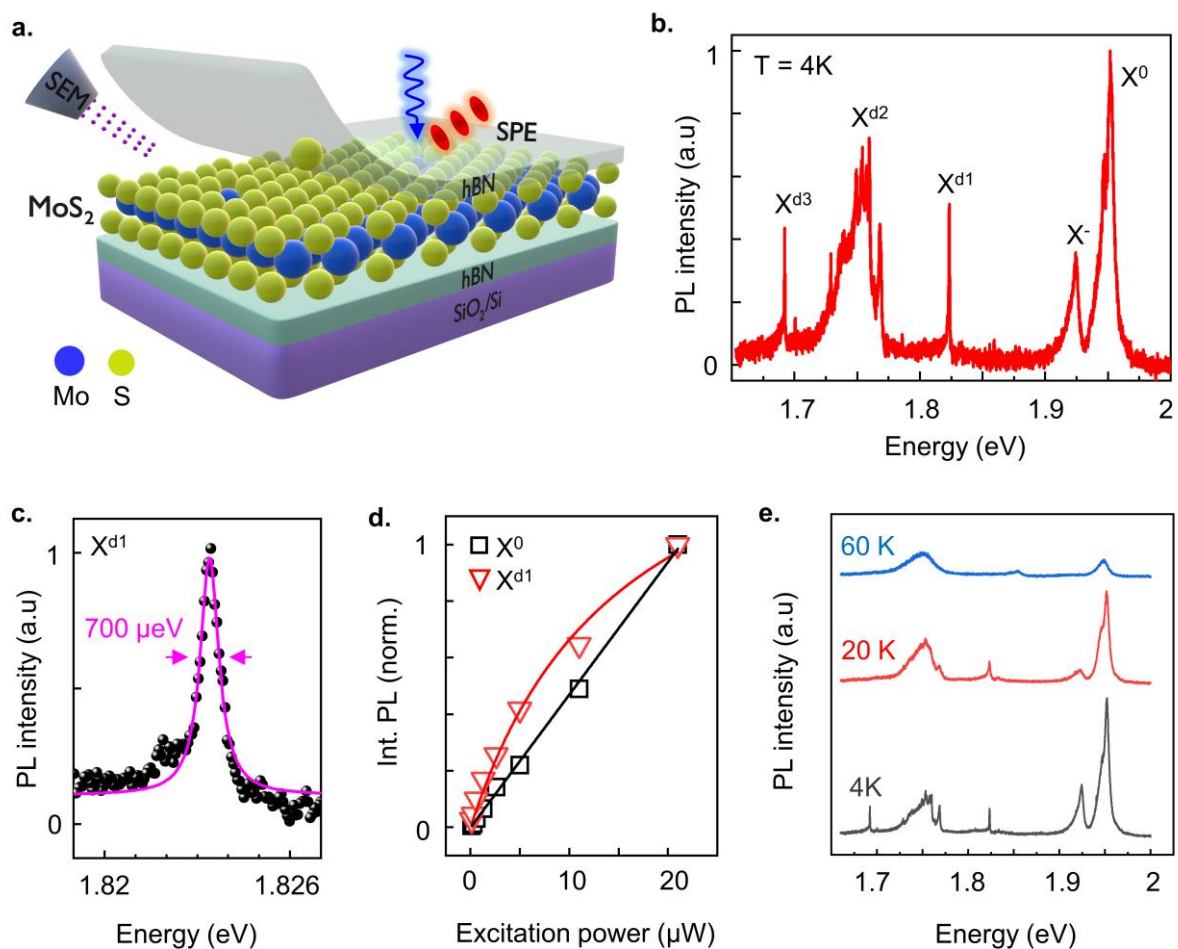 a.
SEM
SPE
hBN
MoS₂
hBN
SiO₂/Si
Mo S
b.
T = 4K
X⁰
Xᵈ²
Xᵈ¹
Xᵈ³
X⁻
PL intensity (a.u)
1
0
1.7 1.8 1.9 2
Energy (eV)
c.
Xᵈ¹
700 µeV
PL intensity (a.u)
1
0
1.82 1.826
Energy (eV)
d.
X⁰
Xᵈ¹
Int. PL (norm.)
1
0
0 10 20
Excitation power (µW)
e.
60 K
20 K
4K
PL intensity (a.u)
1.7 1.8 1.9 2
Energy (eV)